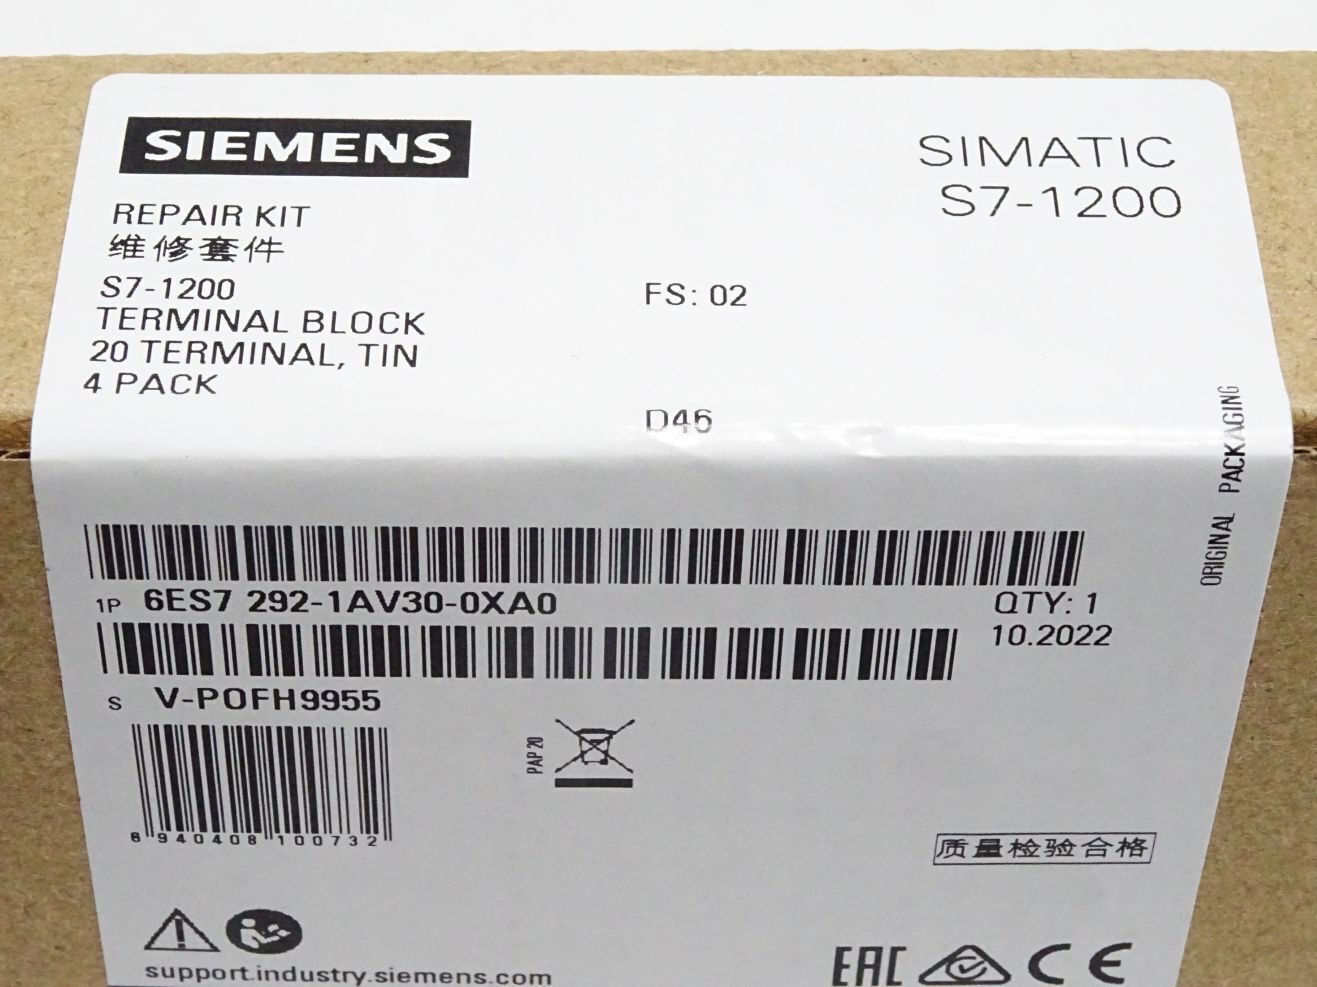 SIEMENS
SIMATIC
S7-1200
REPAIR KIT
维修套件
S7-1200
TERMINAL BLOCK
20 TERMINAL, TIN
4 PACK
FS: 02
D46
ORIGINAL PACKAGING
1P 6ES7 292-1AV30-0XA0
QTY: 1
10.2022
S V-POFH9955
PAP 20
6 940408 100732
质量检验合格
support.industry.siemens.com
EAC
CE